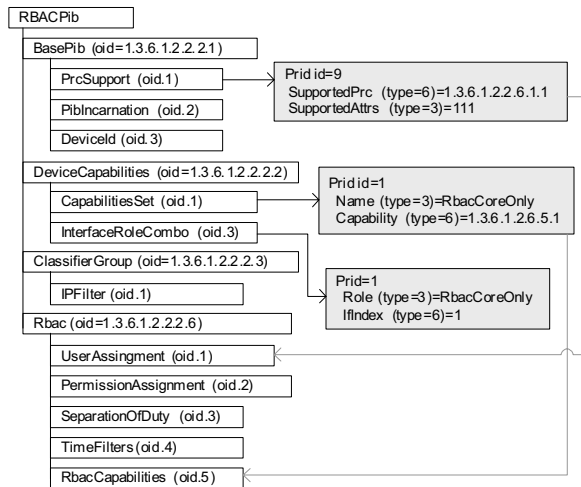 RBACPib
BasePib (oid=1.3.6.1.2.2.2.1)
PrcSupport (oid.1)
PibIncarnation (oid.2)
DeviceId (oid.3)
Prid id=9
SupportedPrc (type=6)=1.3.6.1.2.2.6.1.1
SupportedAttrs (type=3)=111
DeviceCapabilities (oid=1.3.6.1.2.2.2.2)
CapabilitiesSet (oid.1)
InterfaceRoleCombo (oid.3)
Prid id=1
Name (type=3)=RbacCoreOnly
Capability (type=6)=1.3.6.1.2.6.5.1
ClassifierGroup (oid=1.3.6.1.2.2.2.3)
IPFilter (oid.1)
Prid=1
Role (type=3)=RbacCoreOnly
IfIndex (type=6)=1
Rbac (oid=1.3.6.1.2.2.2.6)
UserAssingment (oid.1)
PermissionAssignment (oid.2)
SeparationOfDuty (oid.3)
TimeFilters (oid.4)
RbacCapabilities (oid.5)